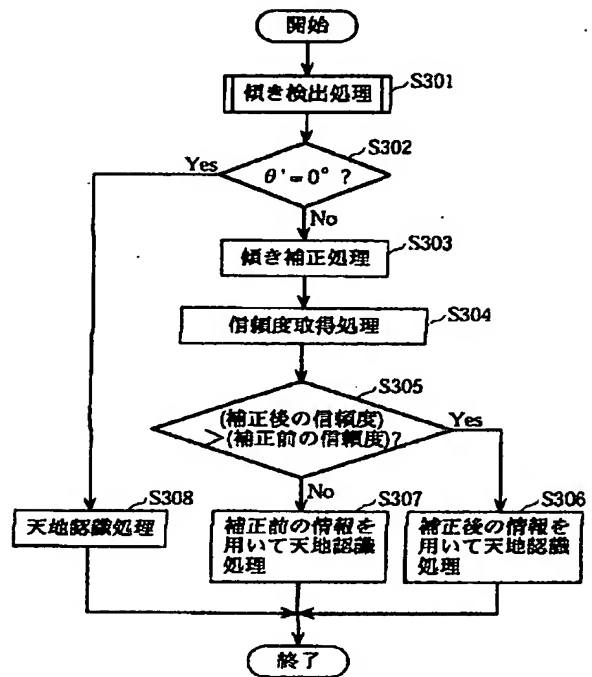 開始
傾き検出処理
S301
S302
Yes
θ'=0° ?
No
S303
傾き補正処理
S304
信頼度取得処理
S305
(補正後の信頼度)
>(補正前の信頼度)?
Yes
No
S308
S307
S306
天地認識処理
補正前の情報を
用いて天地認識
処理
補正後の情報を
用いて天地認識
処理
終了